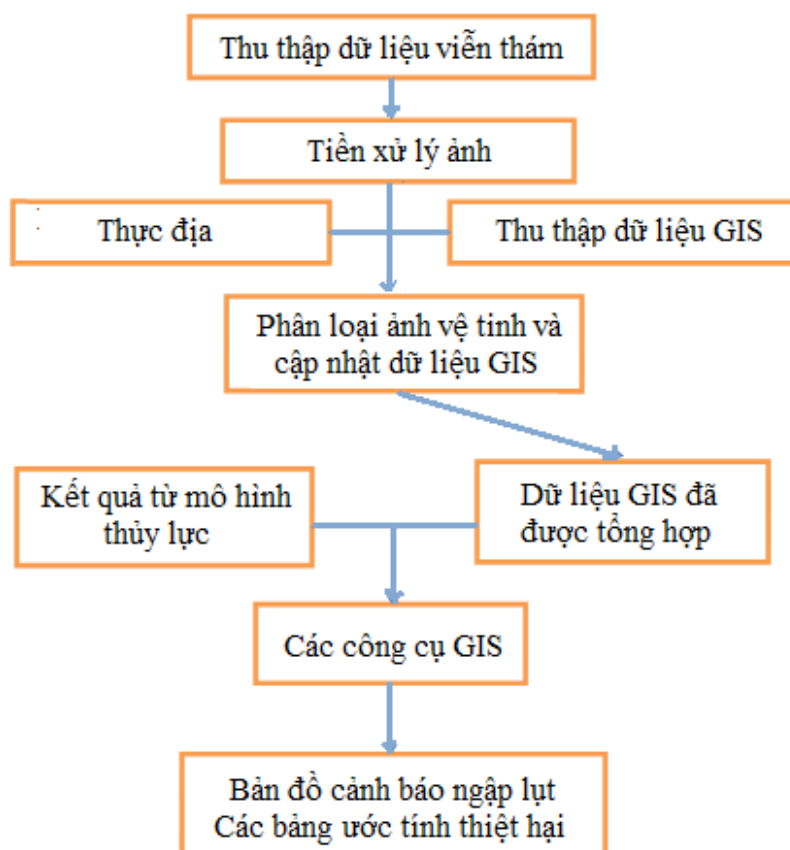 Thu thập dữ liệu viễn thám
Tiền xử lý ảnh
Thực địa
Thu thập dữ liệu GIS
Phân loại ảnh vệ tinh và
cập nhật dữ liệu GIS
Kết quả từ mô hình
thủy lực
Dữ liệu GIS đã
được tổng hợp
Các công cụ GIS
Bản đồ cảnh báo ngập lụt
Các bảng ước tính thiệt hại